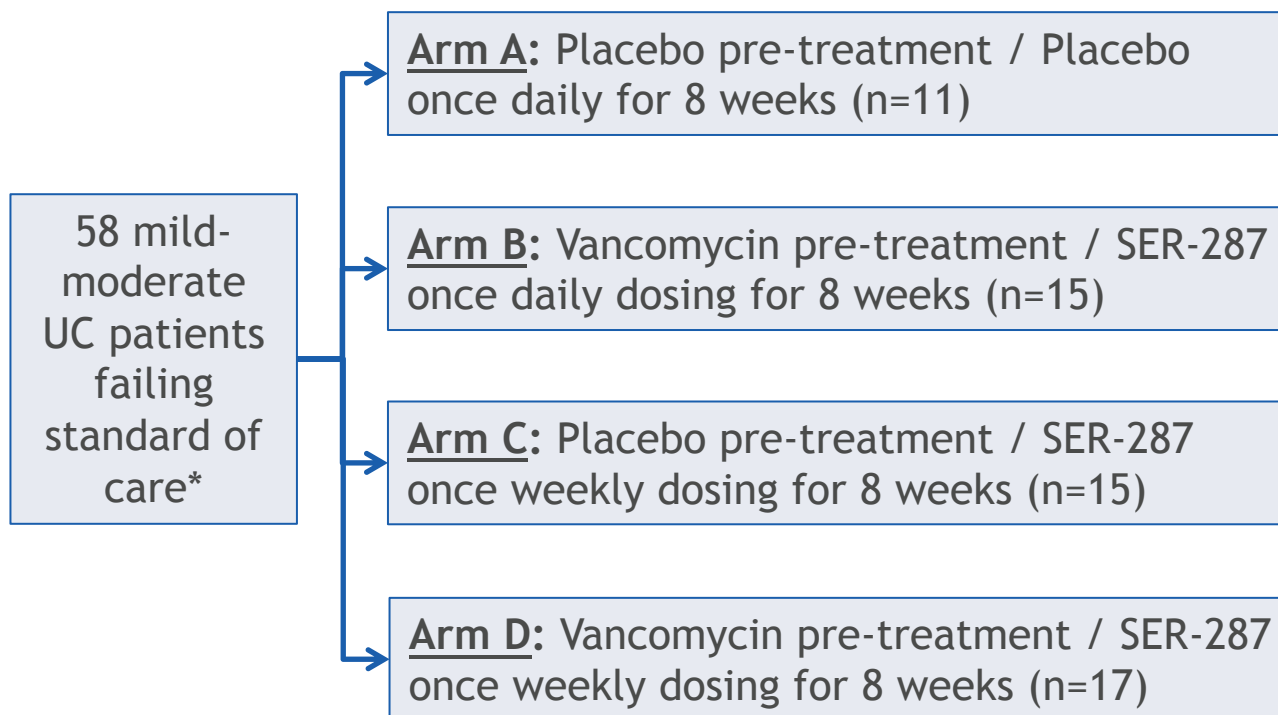 58 mild-
moderate
UC patients
failing
standard of
care*
Arm A: Placebo pre-treatment / Placebo
once daily for 8 weeks (n=11)
Arm B: Vancomycin pre-treatment / SER-287
once daily dosing for 8 weeks (n=15)
Arm C: Placebo pre-treatment / SER-287
once weekly dosing for 8 weeks (n=15)
Arm D: Vancomycin pre-treatment / SER-287
once weekly dosing for 8 weeks (n=17)